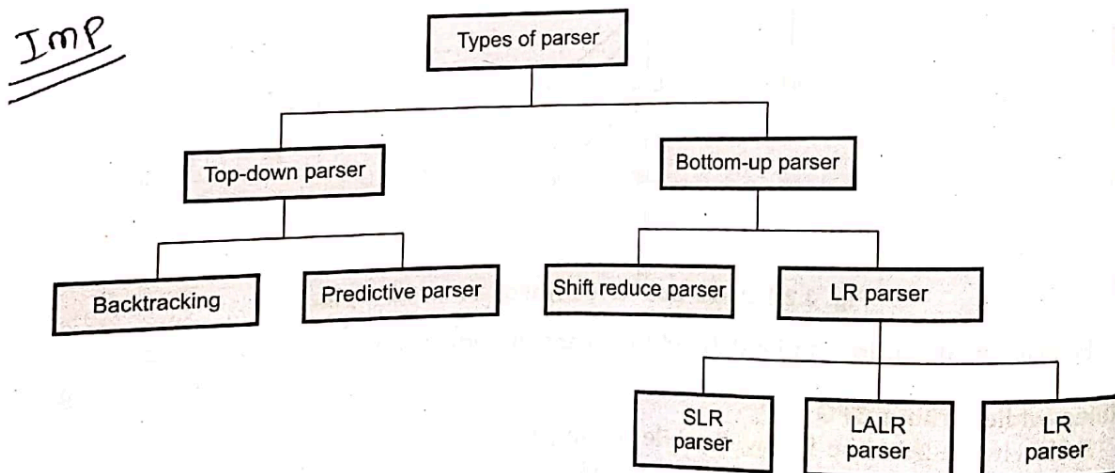 Imp
Types of parser
Top-down parser
Bottom-up parser
Backtracking
Predictive parser
Shift reduce parser
LR parser
SLR
parser
LALR
parser
LR
parser